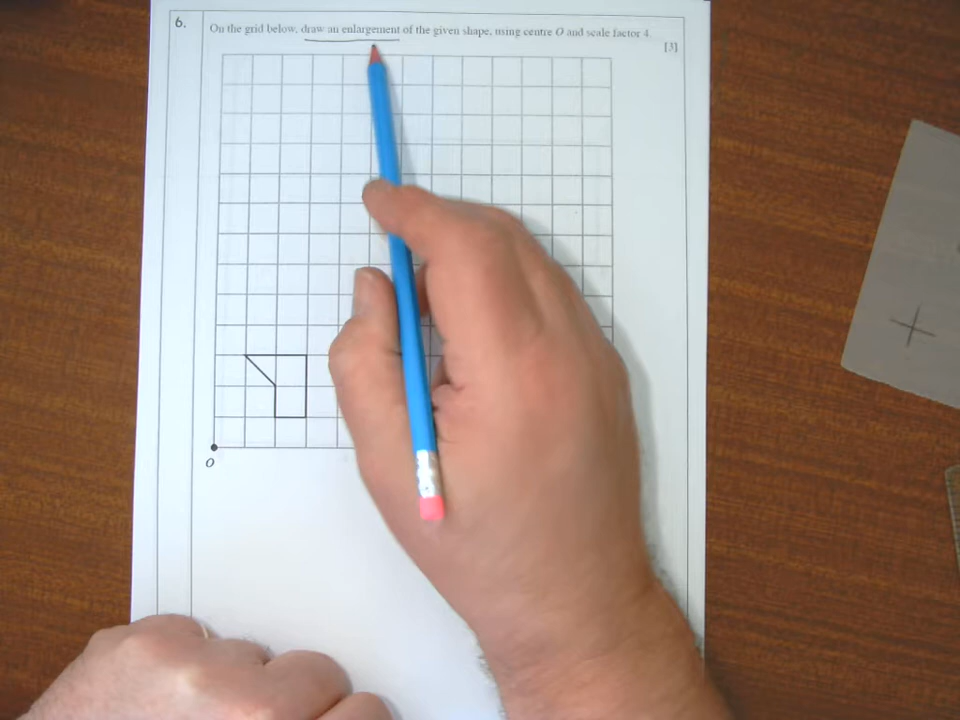 6.
On the grid below, draw an enlargement of the given shape, using centre O and scale factor 4.
[3]
O